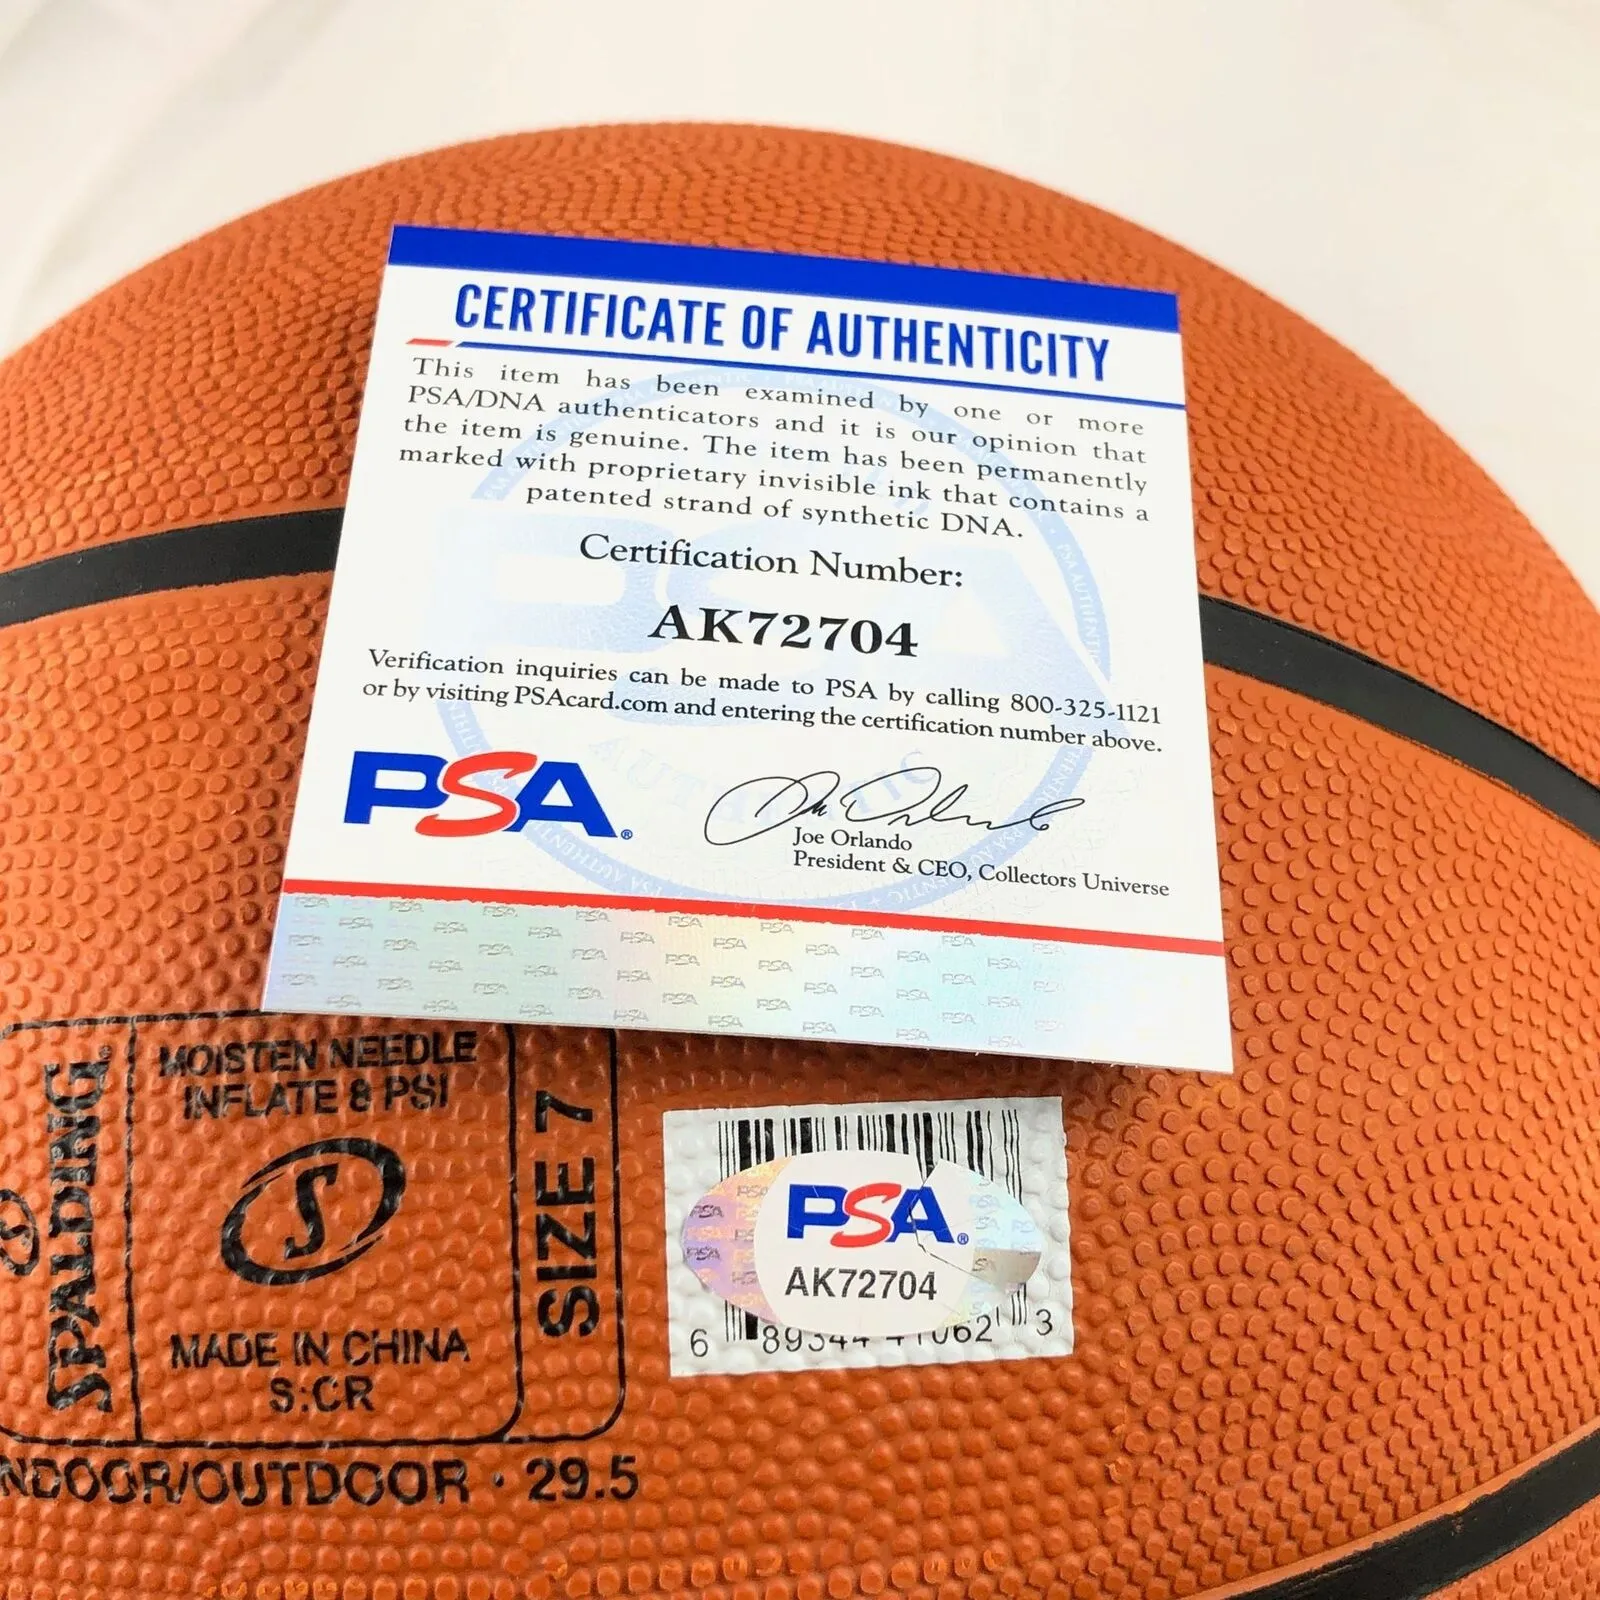 CERTIFICATE OF AUTHENTICITY
This item has been examined by one or more
PSA/DNA authenticators and it is our opinion that
the item is genuine. The item has been permanently
marked with proprietary invisible ink that contains a
patented strand of synthetic DNA.
Certification Number:
AK72704
Verification inquiries can be made to PSA by calling 800-325-1121
or by visiting PSAcard.com and entering the certification number above.
PSA®
Joe Orlando
President & CEO, Collectors Universe
SPALDING®
MOISTEN NEEDLE
INFLATE 8 PSI
S
MADE IN CHINA
S:CR
SIZE 7
NDOOR/OUTDOOR · 29.5
PSA®
AK72704
6 3